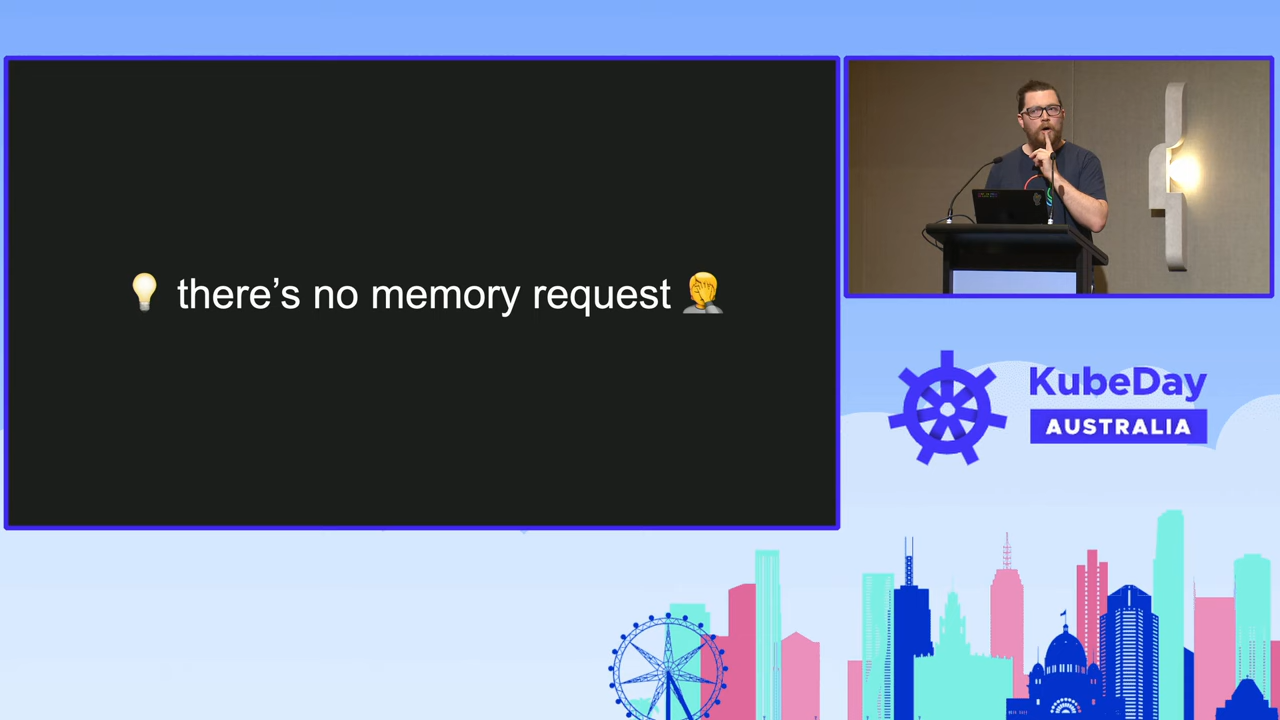 💡 there’s no memory request 🤦
KubeDay
AUSTRALIA